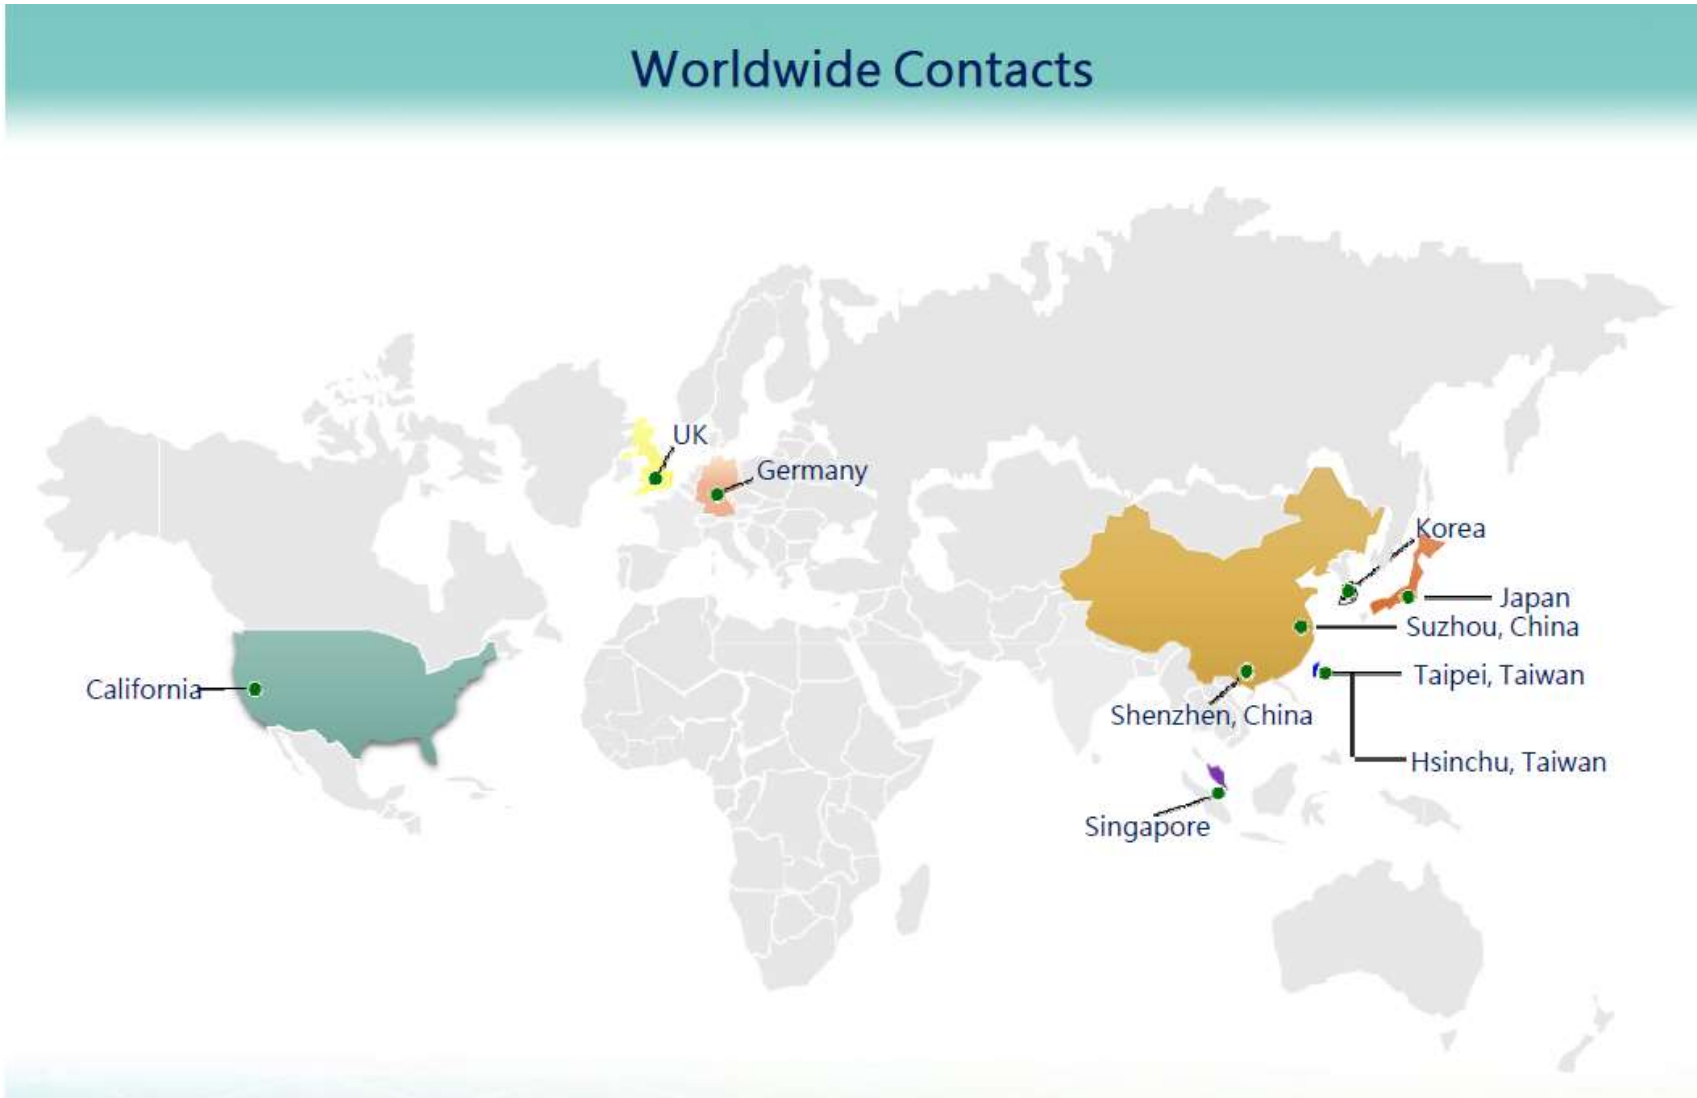 Worldwide Contacts
UK
Germany
Korea
Japan
Suzhou, China
California
Taipei, Taiwan
Shenzhen, China
Hsinchu, Taiwan
Singapore